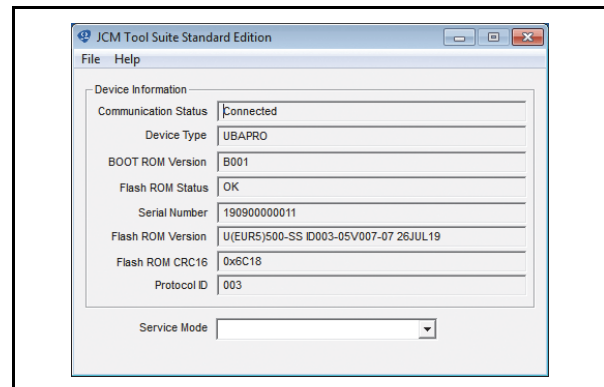 JCM Tool Suite Standard Edition
File Help
Device Information
Communication Status Connected
Device Type UBAPRO
BOOT ROM Version B001
Flash ROM Status OK
Serial Number 190900000011
Flash ROM Version U(EUR5)500-SS ID003-05V007-07 26JUL19
Flash ROM CRC16 0x6C18
Protocol ID 003
Service Mode